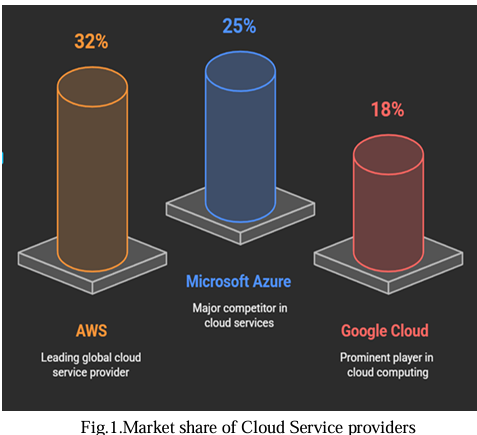 32%
25%
18%
AWS
Leading global cloud
service provider
Microsoft Azure
Major competitor in
cloud services
Google Cloud
Prominent player in
cloud computing
Fig.1.Market share of Cloud Service providers